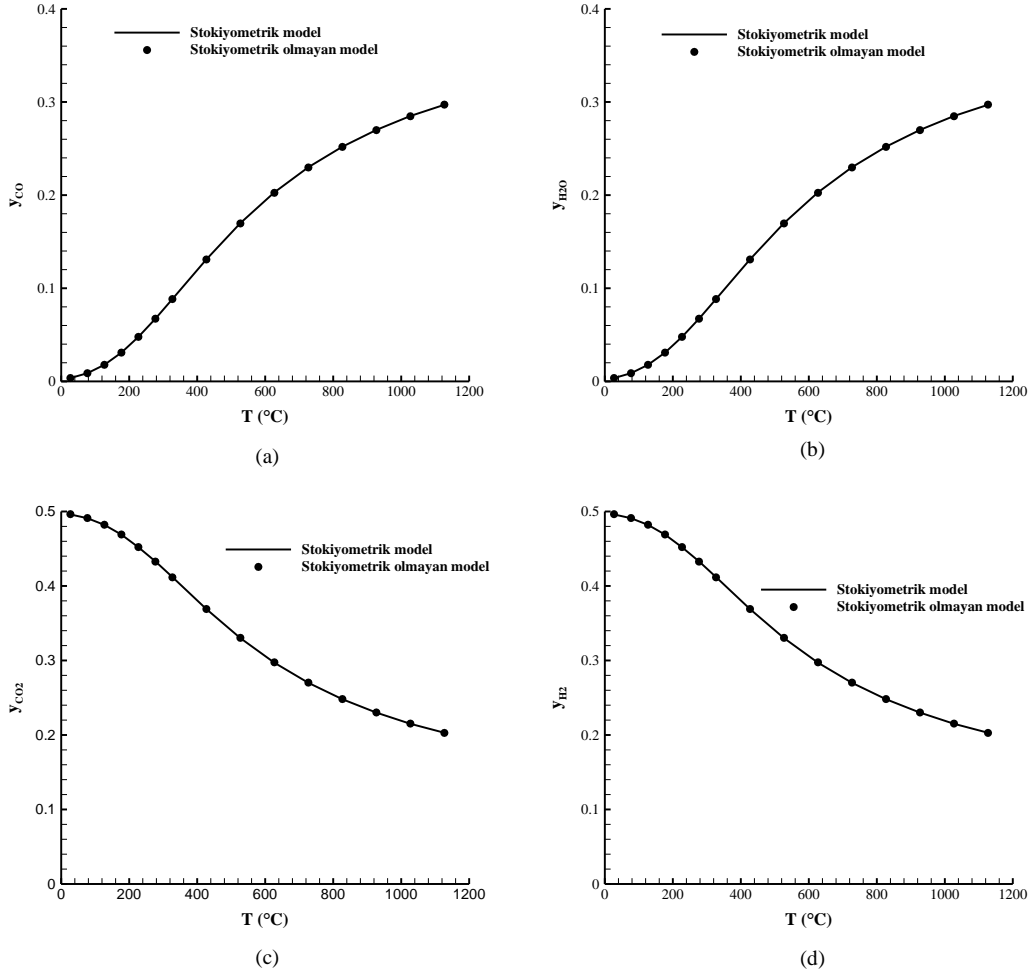 0.4
0.3
0.2
0.1
0
y_CO
Stokiyometrik model
Stokiyometrik olmayan model
0 200 400 600 800 1000 1200
T (°C)
(a)
0.4
0.3
0.2
0.1
0
y_H2O
Stokiyometrik model
Stokiyometrik olmayan model
0 200 400 600 800 1000 1200
T (°C)
(b)
0.5
0.4
0.3
0.2
0.1
0
y_CO2
Stokiyometrik model
Stokiyometrik olmayan model
0 200 400 600 800 1000 1200
T (°C)
(c)
0.5
0.4
0.3
0.2
0.1
0
y_H2
Stokiyometrik model
Stokiyometrik olmayan model
0 200 400 600 800 1000 1200
T (°C)
(d)